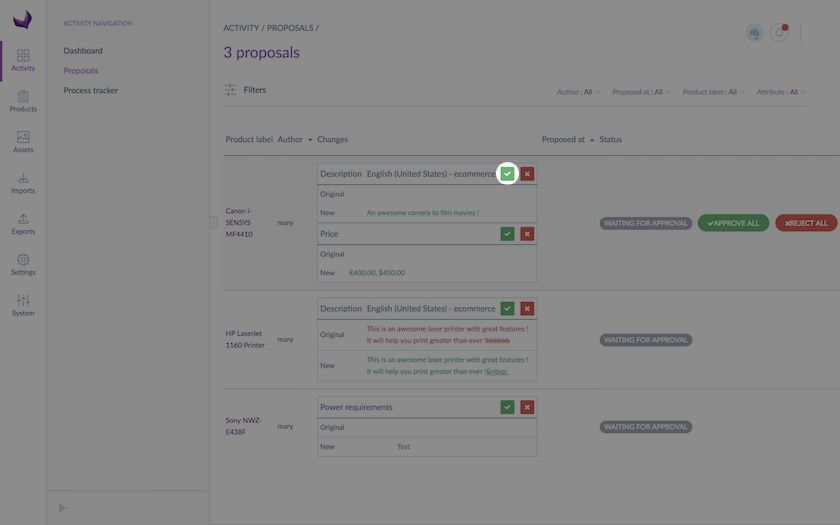 ACTIVITY NAVIGATION
Dashboard
Proposals
Process tracker
Activity
Products
Assets
Imports
Exports
Settings
System
ACTIVITY / PROPOSALS /
3 proposals
Filters
Author : All
Proposed at : All
Product label : All
Attribute : All
Product label Author Changes Proposed at Status
Canon i-
SENSYS
MF4410
mary
Description English (United States) - ecommerce
Original
New An awesome camera to film movies !
Price
Original
New €400.00, $450.00
WAITING FOR APPROVAL
APPROVE ALL
REJECT ALL
HP LaserJet
1160 Printer
mary
Description English (United States) - ecommerce
Original
This is an awesome laser printer with great features !
It will help you print greater than ever !bbbbbb
New
This is an awesome laser printer with great features !
It will help you print greater than ever !&nbsp;
WAITING FOR APPROVAL
Sony NWZ-
E438F
mary
Power requirements
Original
New Test
WAITING FOR APPROVAL